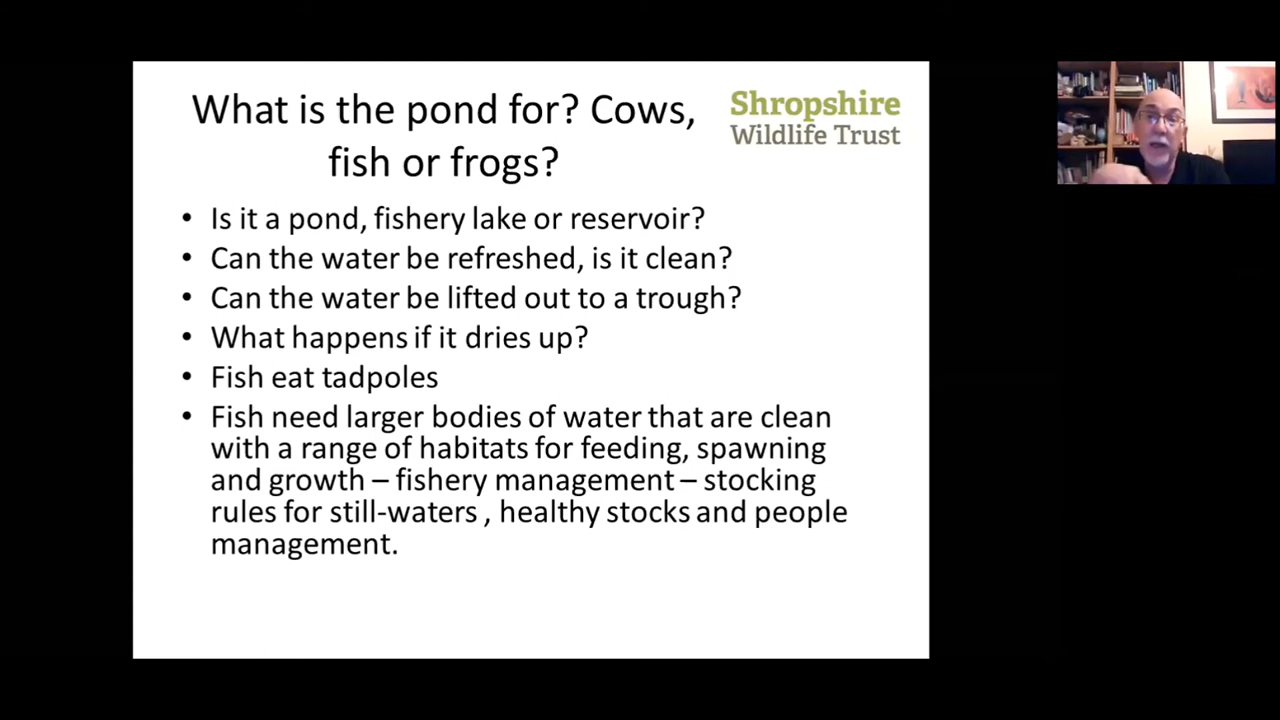 What is the pond for? Cows,
fish or frogs?
Shropshire
Wildlife Trust
• Is it a pond, fishery lake or reservoir?
• Can the water be refreshed, is it clean?
• Can the water be lifted out to a trough?
• What happens if it dries up?
• Fish eat tadpoles
• Fish need larger bodies of water that are clean
with a range of habitats for feeding, spawning
and growth – fishery management – stocking
rules for still-waters , healthy stocks and people
management.